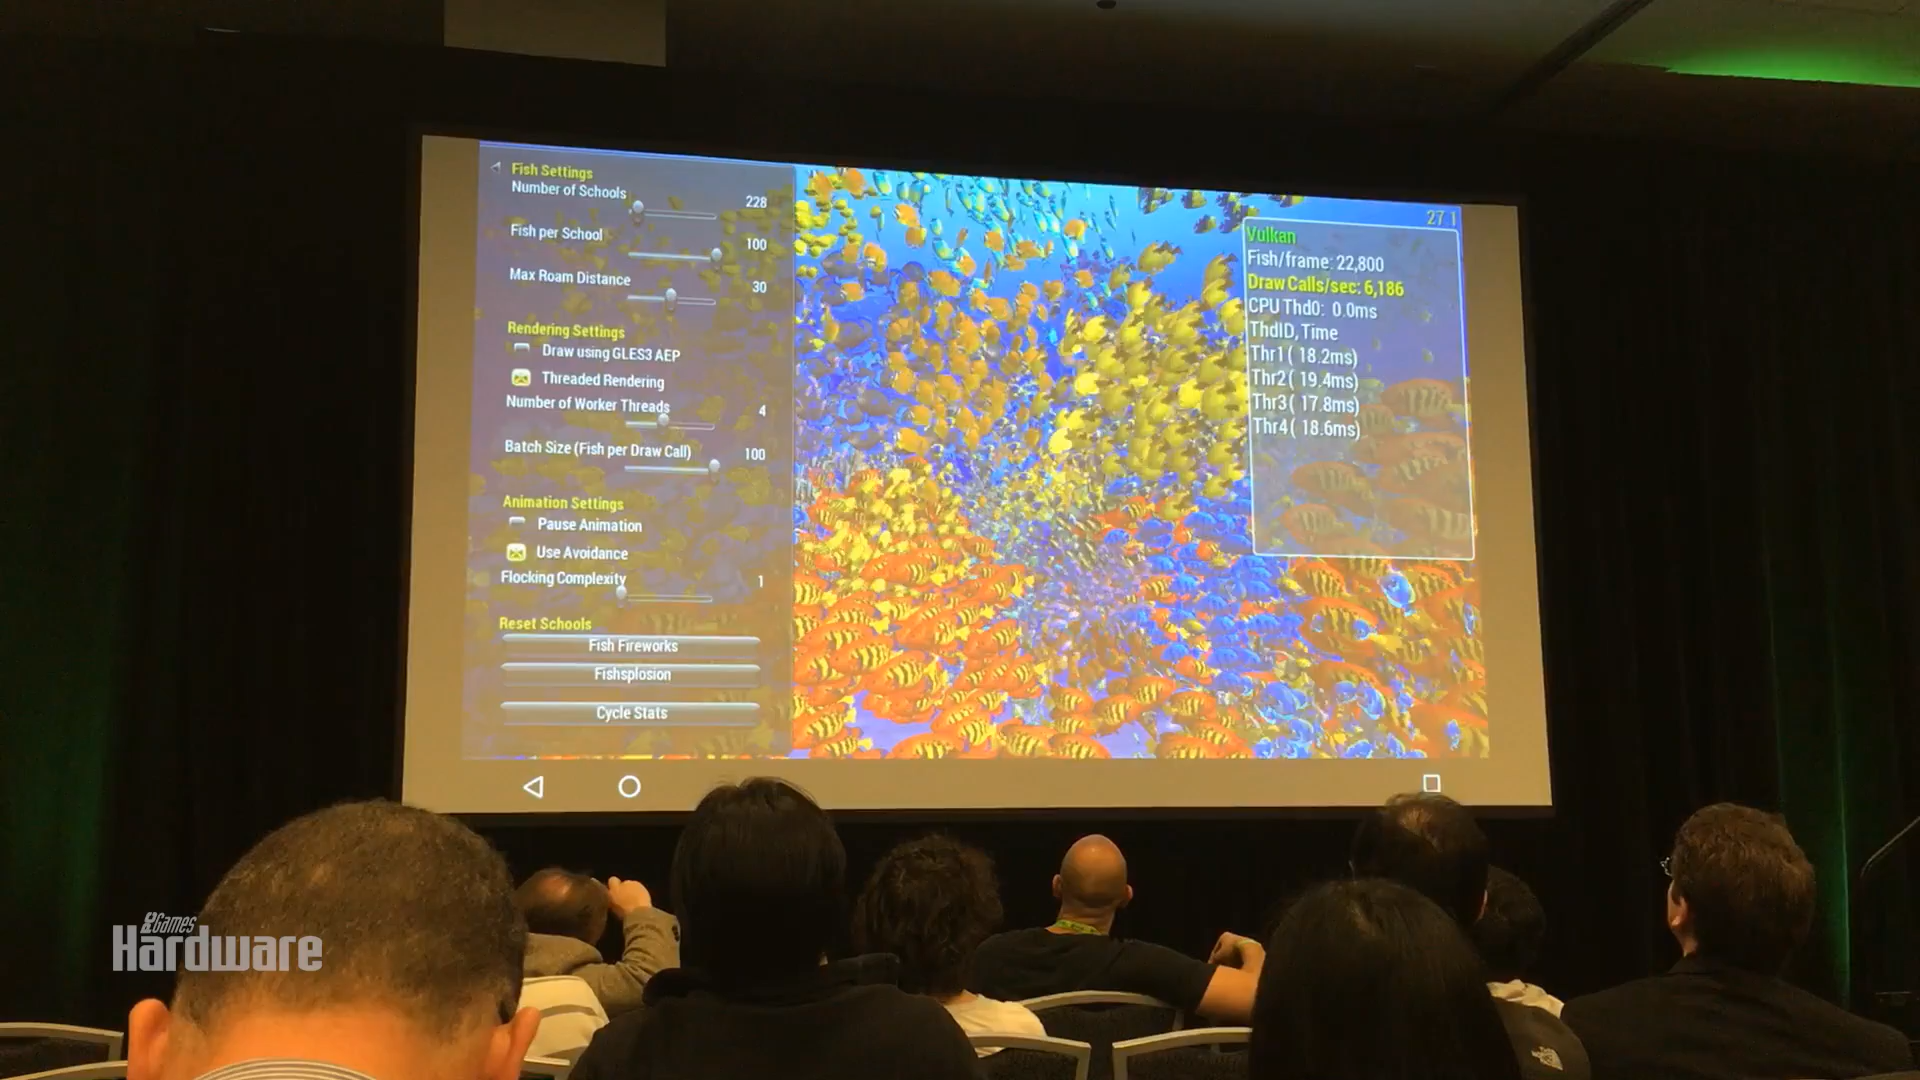 Fish Settings
Number of Schools
228
Fish per School
100
Max Roam Distance
30
Rendering Settings
Draw using GLES3 AEP
Threaded Rendering
Number of Worker Threads
4
Batch Size (Fish per Draw Call)
100
Animation Settings
Pause Animation
Use Avoidance
Flocking Complexity
1
Reset Schools
Fish Fireworks
Fishsplosion
Cycle Stats
27.1
Vulkan
Fish/frame: 22,800
Draw Calls/sec: 6,186
CPU Thd0: 0.0ms
ThdID, Time
Thr1( 18.2ms)
Thr2( 19.4ms)
Thr3( 17.8ms)
Thr4( 18.6ms)
Games
Hardware